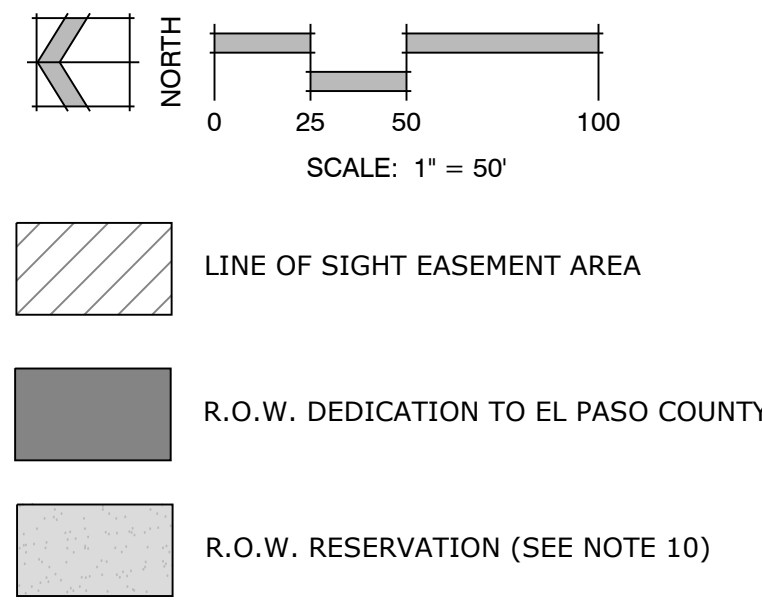 NORTH
0 25 50 100
SCALE: 1" = 50'
LINE OF SIGHT EASEMENT AREA
R.O.W. DEDICATION TO EL PASO COUNTY
R.O.W. RESERVATION (SEE NOTE 10)